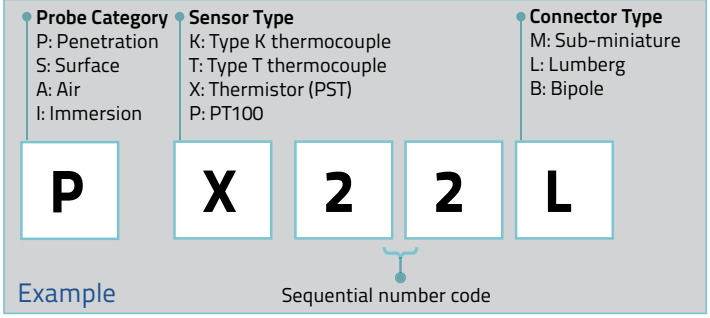 Probe Category
P: Penetration
S: Surface
A: Air
I: Immersion
Sensor Type
K: Type K thermocouple
T: Type T thermocouple
X: Thermistor (PST)
P: PT100
Connector Type
M: Sub-miniature
L: Lumberg
B: Bipole
P X 2 2 L
Example
Sequential number code